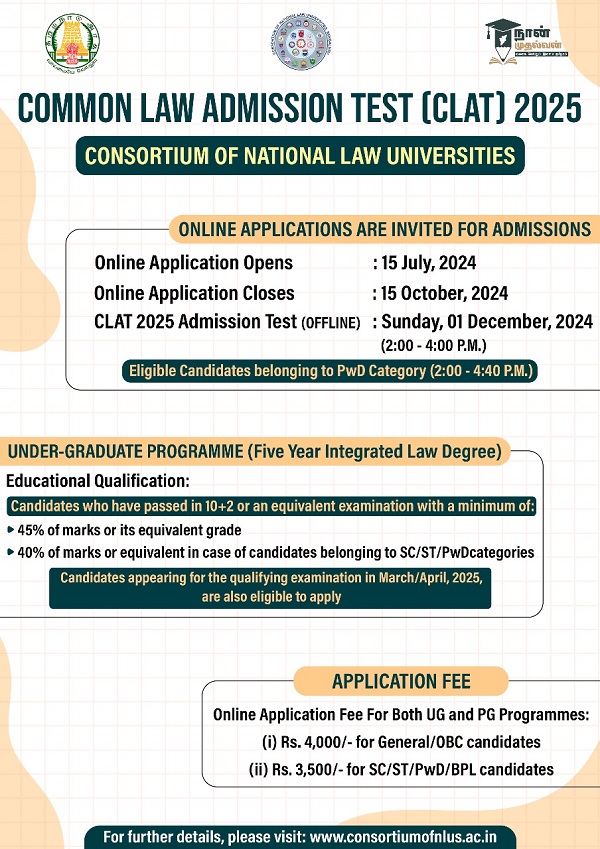 நான்
முதல்வன்
COMMON LAW ADMISSION TEST (CLAT) 2025
CONSORTIUM OF NATIONAL LAW UNIVERSITIES
ONLINE APPLICATIONS ARE INVITED FOR ADMISSIONS
Online Application Opens : 15 July, 2024
Online Application Closes : 15 October, 2024
CLAT 2025 Admission Test (OFFLINE) : Sunday, 01 December, 2024
(2:00 - 4:00 P.M.)
Eligible Candidates belonging to PwD Category (2:00 - 4:40 P.M.)
UNDER-GRADUATE PROGRAMME (Five Year Integrated Law Degree)
Educational Qualification:
Candidates who have passed in 10+2 or an equivalent examination with a minimum of:
45% of marks or its equivalent grade
40% of marks or equivalent in case of candidates belonging to SC/ST/PwDcategories
Candidates appearing for the qualifying examination in March/April, 2025,
are also eligible to apply
APPLICATION FEE
Online Application Fee For Both UG and PG Programmes:
(i) Rs. 4,000/- for General/OBC candidates
(ii) Rs. 3,500/- for SC/ST/PwD/BPL candidates
For further details, please visit: www.consortiumofnlus.ac.in